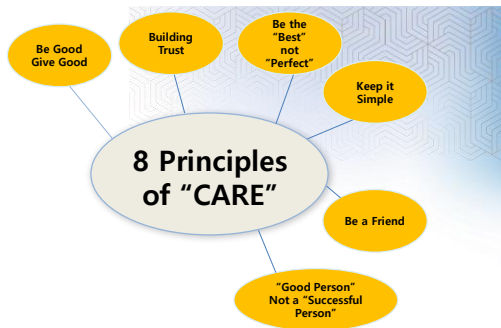 Be Good
Give Good
Building
Trust
Be the
“Best”
not
“Perfect”
Keep it
Simple
8 Principles
of “CARE”
Be a Friend
“Good Person”
Not a “Successful
Person”